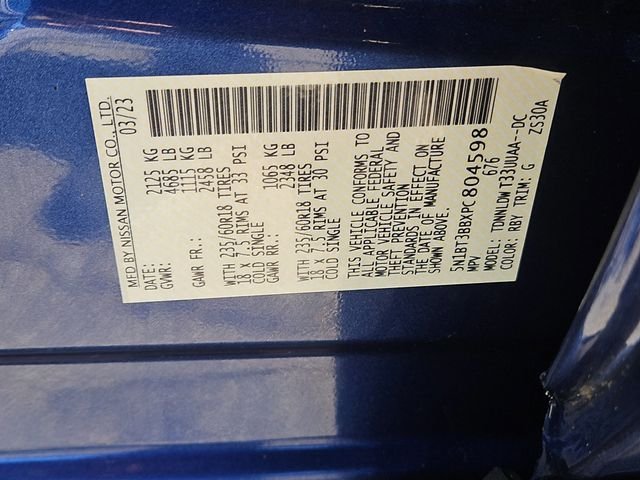 MFD BY NISSAN MOTOR CO., LTD.
DATE: 03/23
GVWR: 2125 KG
4685 LB
GAWR FR.: 1115 KG
2458 LB
WITH 235/60R18 TIRES
18 x 7.5 RIMS AT 33 PSI
COLD SINGLE
GAWR RR.: 1065 KG
2348 LB
WITH 235/60R18 TIRES
18 x 7.5 RIMS AT 30 PSI
COLD SINGLE
THIS VEHICLE CONFORMS TO
ALL APPLICABLE FEDERAL
MOTOR VEHICLE SAFETY AND
THEFT PREVENTION
STANDARDS IN EFFECT ON
THE DATE OF MANUFACTURE
SHOWN ABOVE.
5N1BT3BBXPC 804598
MPV 676
MODEL: TDNNLDW T33UUAA--DC
COLOR: RBY TRIM: G ZS30A